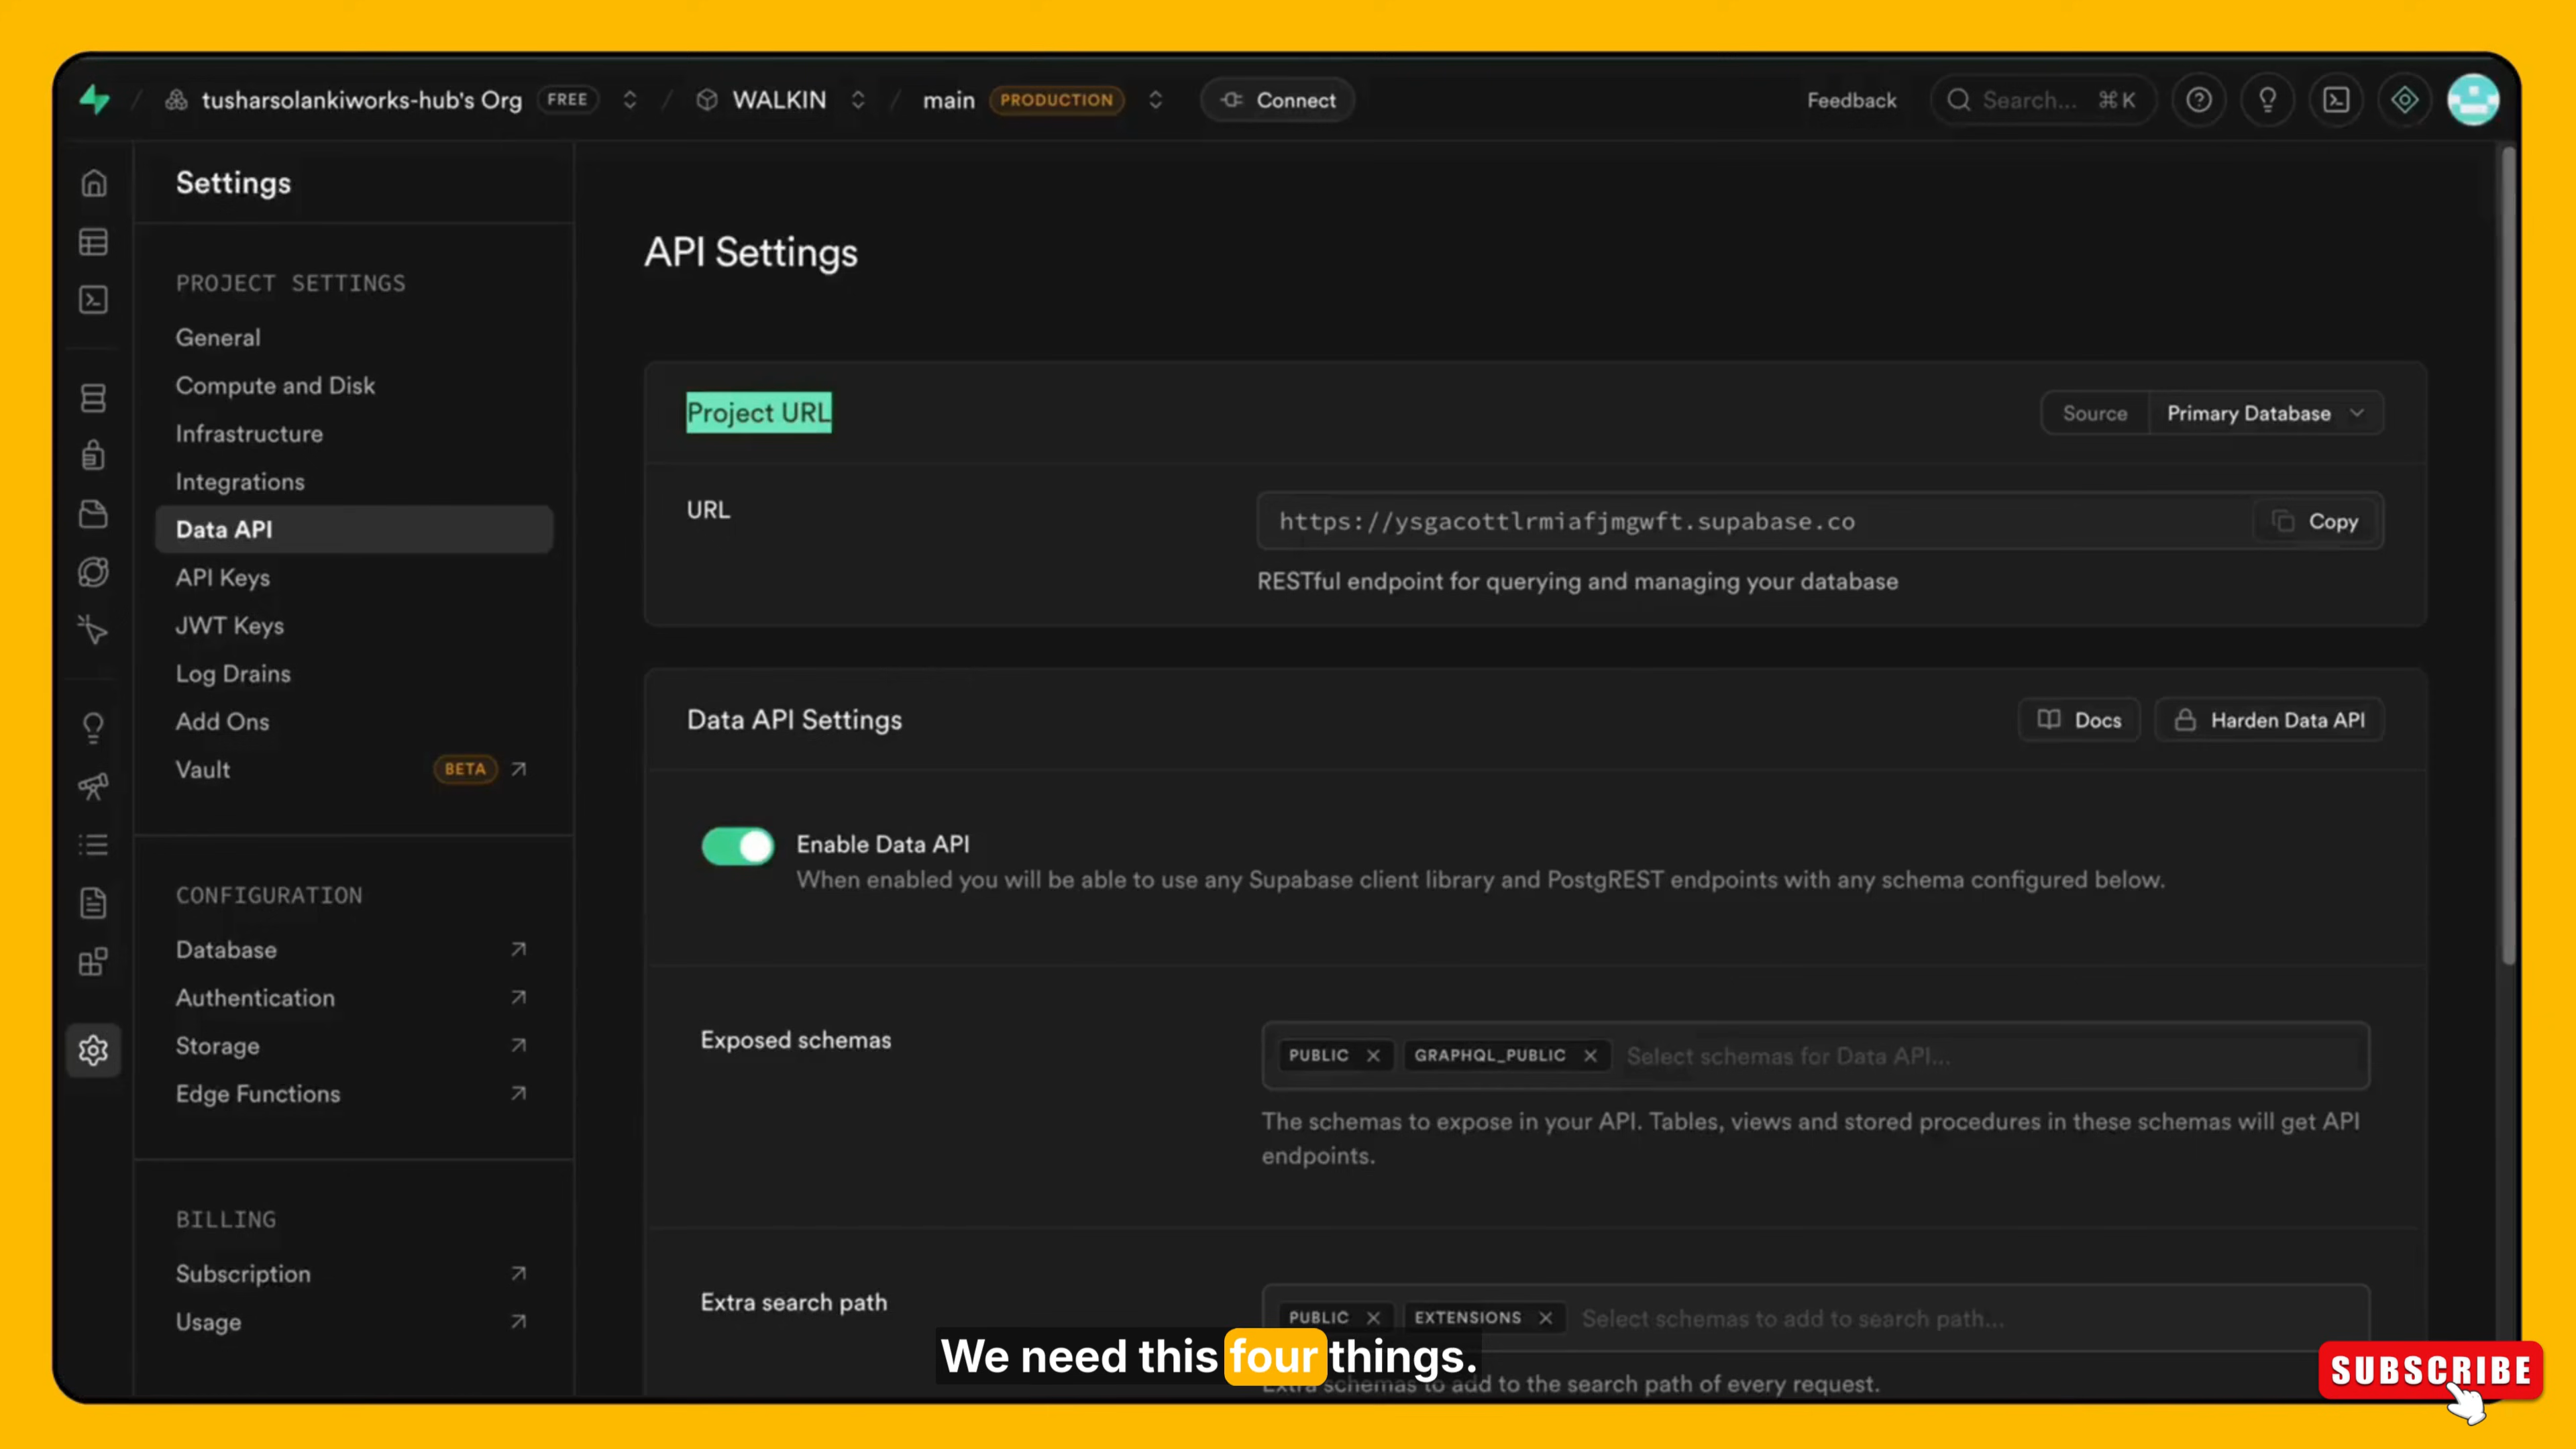 tusharsolankiworks-hub's Org FREE / WALKIN / main PRODUCTION Connect Feedback Search... ⌘K
Settings
PROJECT SETTINGS
General
Compute and Disk
Infrastructure
Integrations
Data API
API Keys
JWT Keys
Log Drains
Add Ons
Vault BETA
CONFIGURATION
Database
Authentication
Storage
Edge Functions
BILLING
Subscription
Usage
API Settings
Project URL Source Primary Database
URL https://ysgacottlrmiafjmgwft.supabase.co Copy
RESTful endpoint for querying and managing your database
Data API Settings Docs Harden Data API
Enable Data API
When enabled you will be able to use any Supabase client library and PostgREST endpoints with any schema configured below.
Exposed schemas PUBLIC GRAPHQL_PUBLIC Select schemas for Data API...
The schemas to expose in your API. Tables, views and stored procedures in these schemas will get API
endpoints.
Extra search path PUBLIC EXTENSIONS Select schemas to add to search path...
We need this four things.
Extra schemas to add to the search path of every request.
SUBSCRIBE